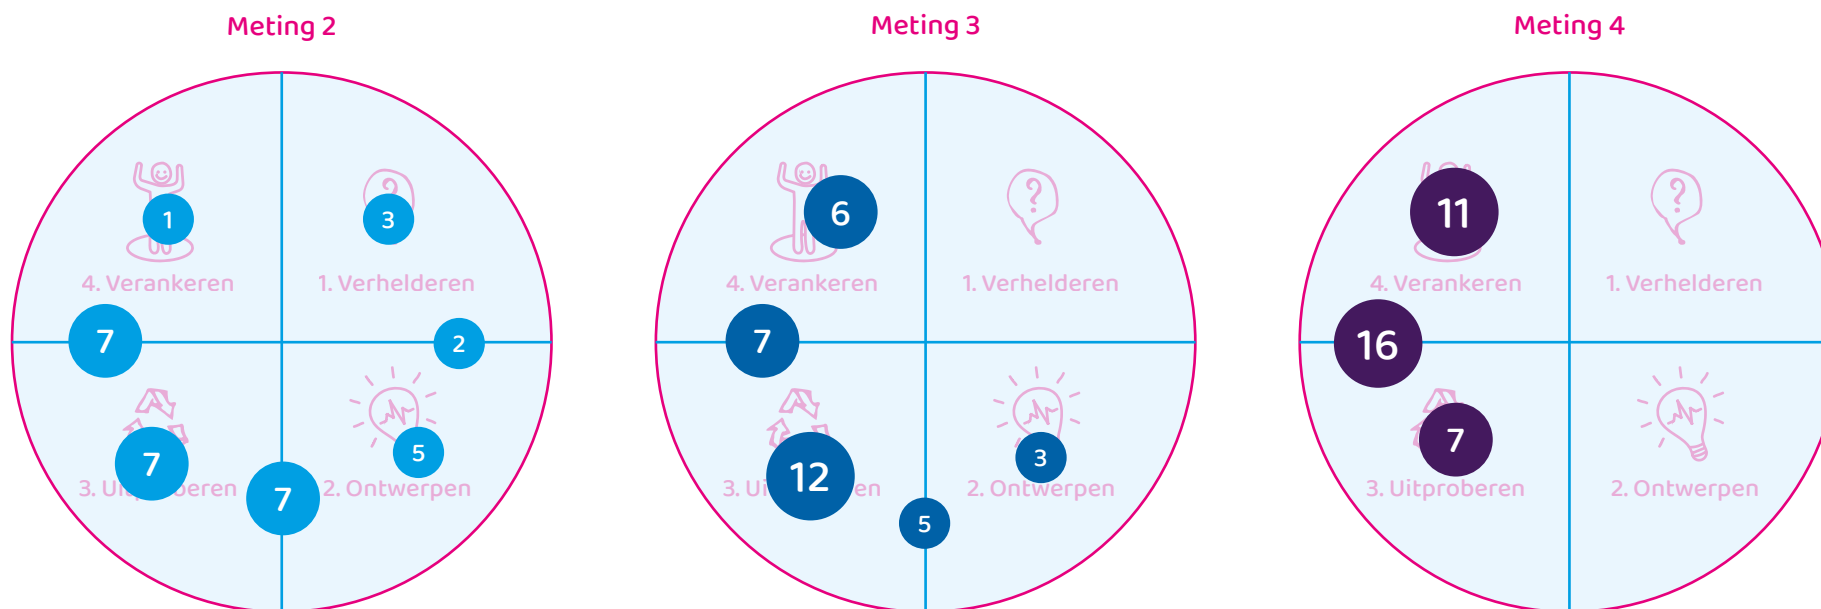 Meting 2
1
3
4. Verankeren
1. Verhelderen
7
2
7
5
3. Uitproberen
7
2. Ontwerpen
Meting 3
6
?
4. Verankeren
1. Verhelderen
7
12
3
3. Ui en
2. Ontwerpen
5
Meting 4
11
?
4. Verankeren
1. Verhelderen
16
7
3. Uitproberen
2. Ontwerpen